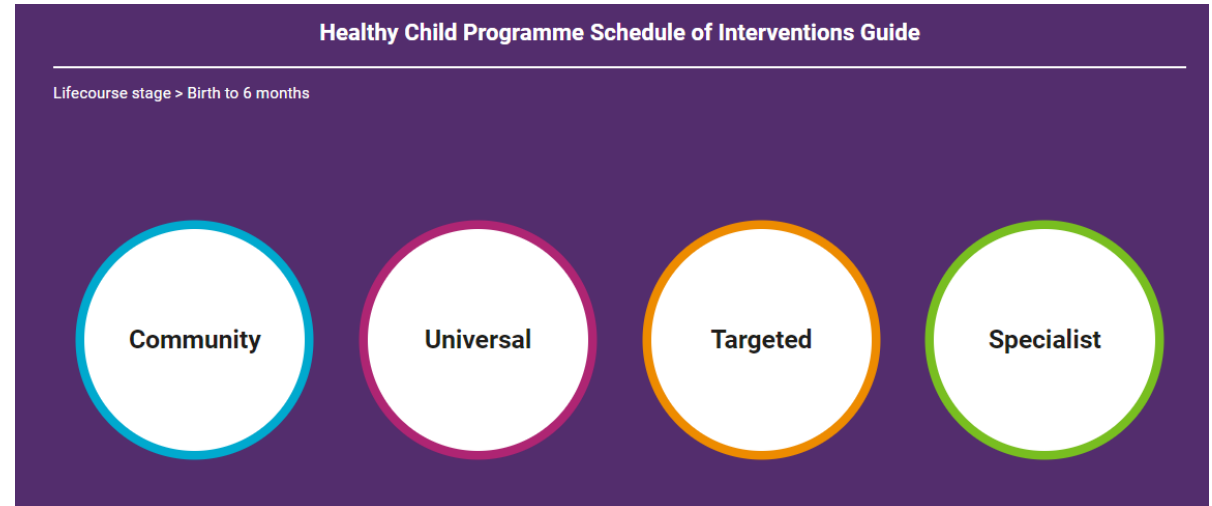 Healthy Child Programme Schedule of Interventions Guide
Lifecourse stage > Birth to 6 months
Community
Universal
Targeted
Specialist